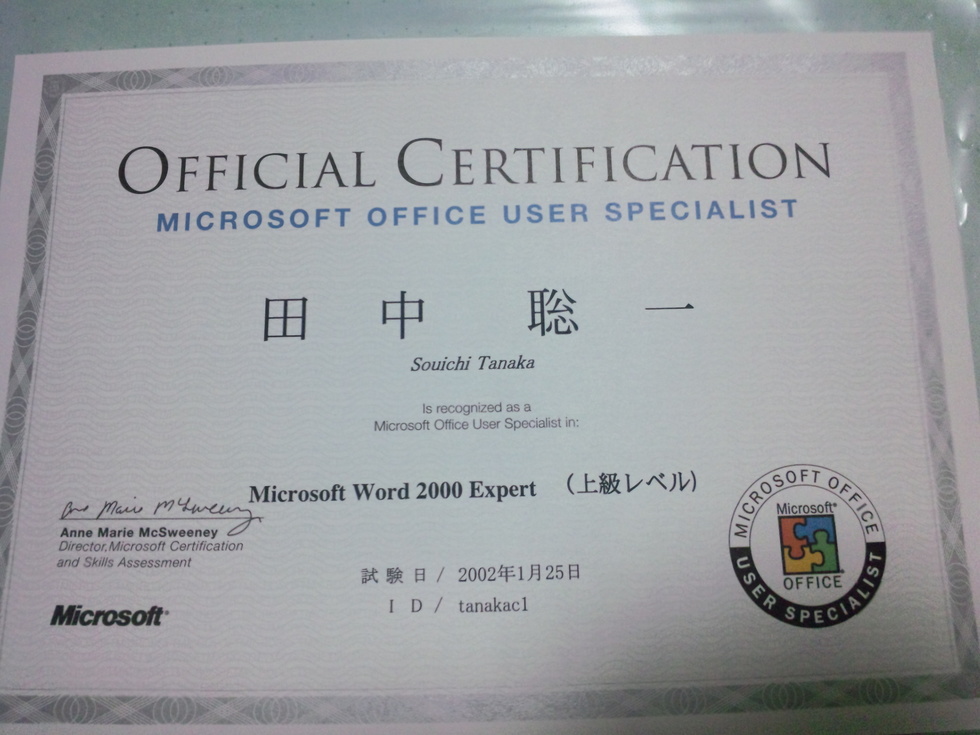 OFFICIAL CERTIFICATION
MICROSOFT OFFICE USER SPECIALIST
田 中 聡 一
Souichi Tanaka
Is recognized as a
Microsoft Office User Specialist in:
Microsoft Word 2000 Expert （上級レベル）
Anne Marie McSweeney
Anne Marie McSweeney
Director, Microsoft Certification
and Skills Assessment
試 験 日 / 2002年1月25日
I D / tanakac1
Microsoft
MICROSOFT OFFICE
Microsoft
OFFICE
USER SPECIALIST